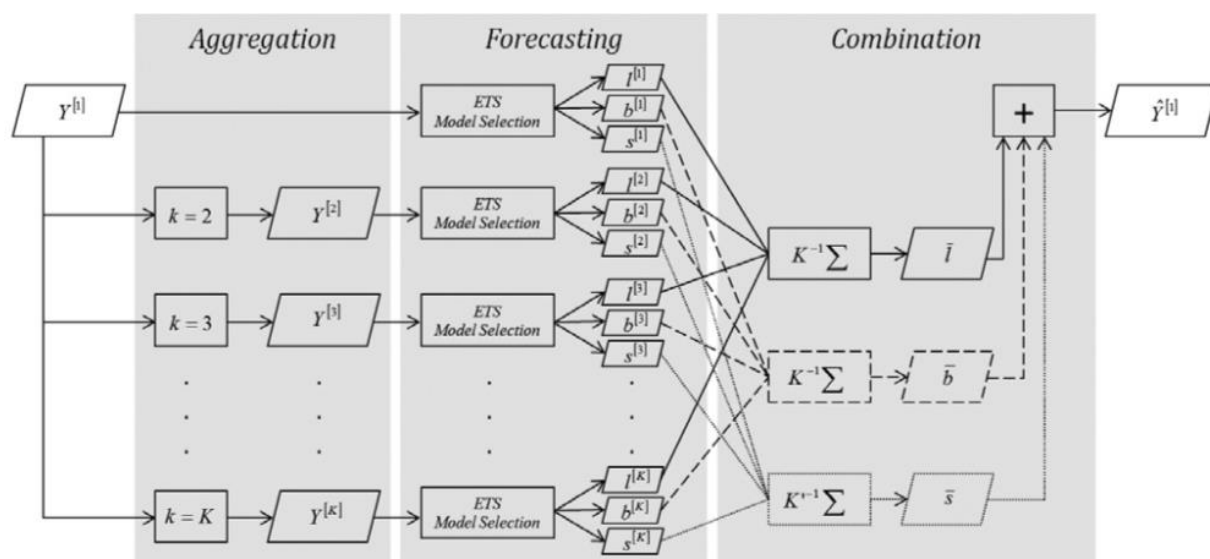 Aggregation
Forecasting
Combination
Y^[1]
ETS
Model Selection
l^[1]
b^[1]
s^[1]
+
Ŷ^[1]
k = 2
Y^[2]
ETS
Model Selection
l^[2]
b^[2]
s^[2]
K⁻¹∑
l̄
k = 3
Y^[3]
ETS
Model Selection
l^[3]
b^[3]
s^[3]
K⁻¹∑
b̄
k = K
Y^[K]
ETS
Model Selection
l^[K]
b^[K]
s^[K]
K'⁻¹∑
s̄